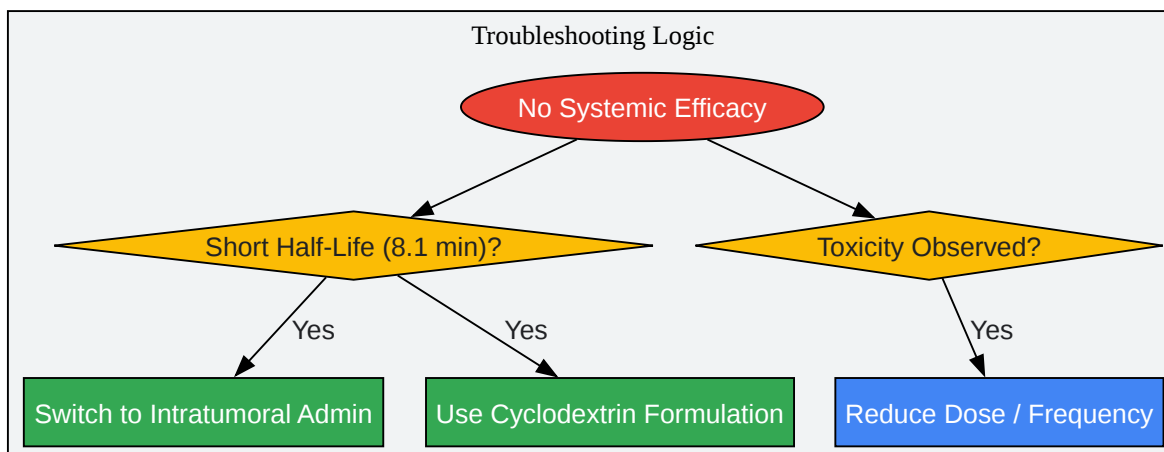 Troubleshooting Logic
No Systemic Efficacy
Short Half-Life (8.1 min)?
Toxicity Observed?
Yes
Yes
Yes
Switch to Intratumoral Admin
Use Cyclodextrin Formulation
Reduce Dose / Frequency